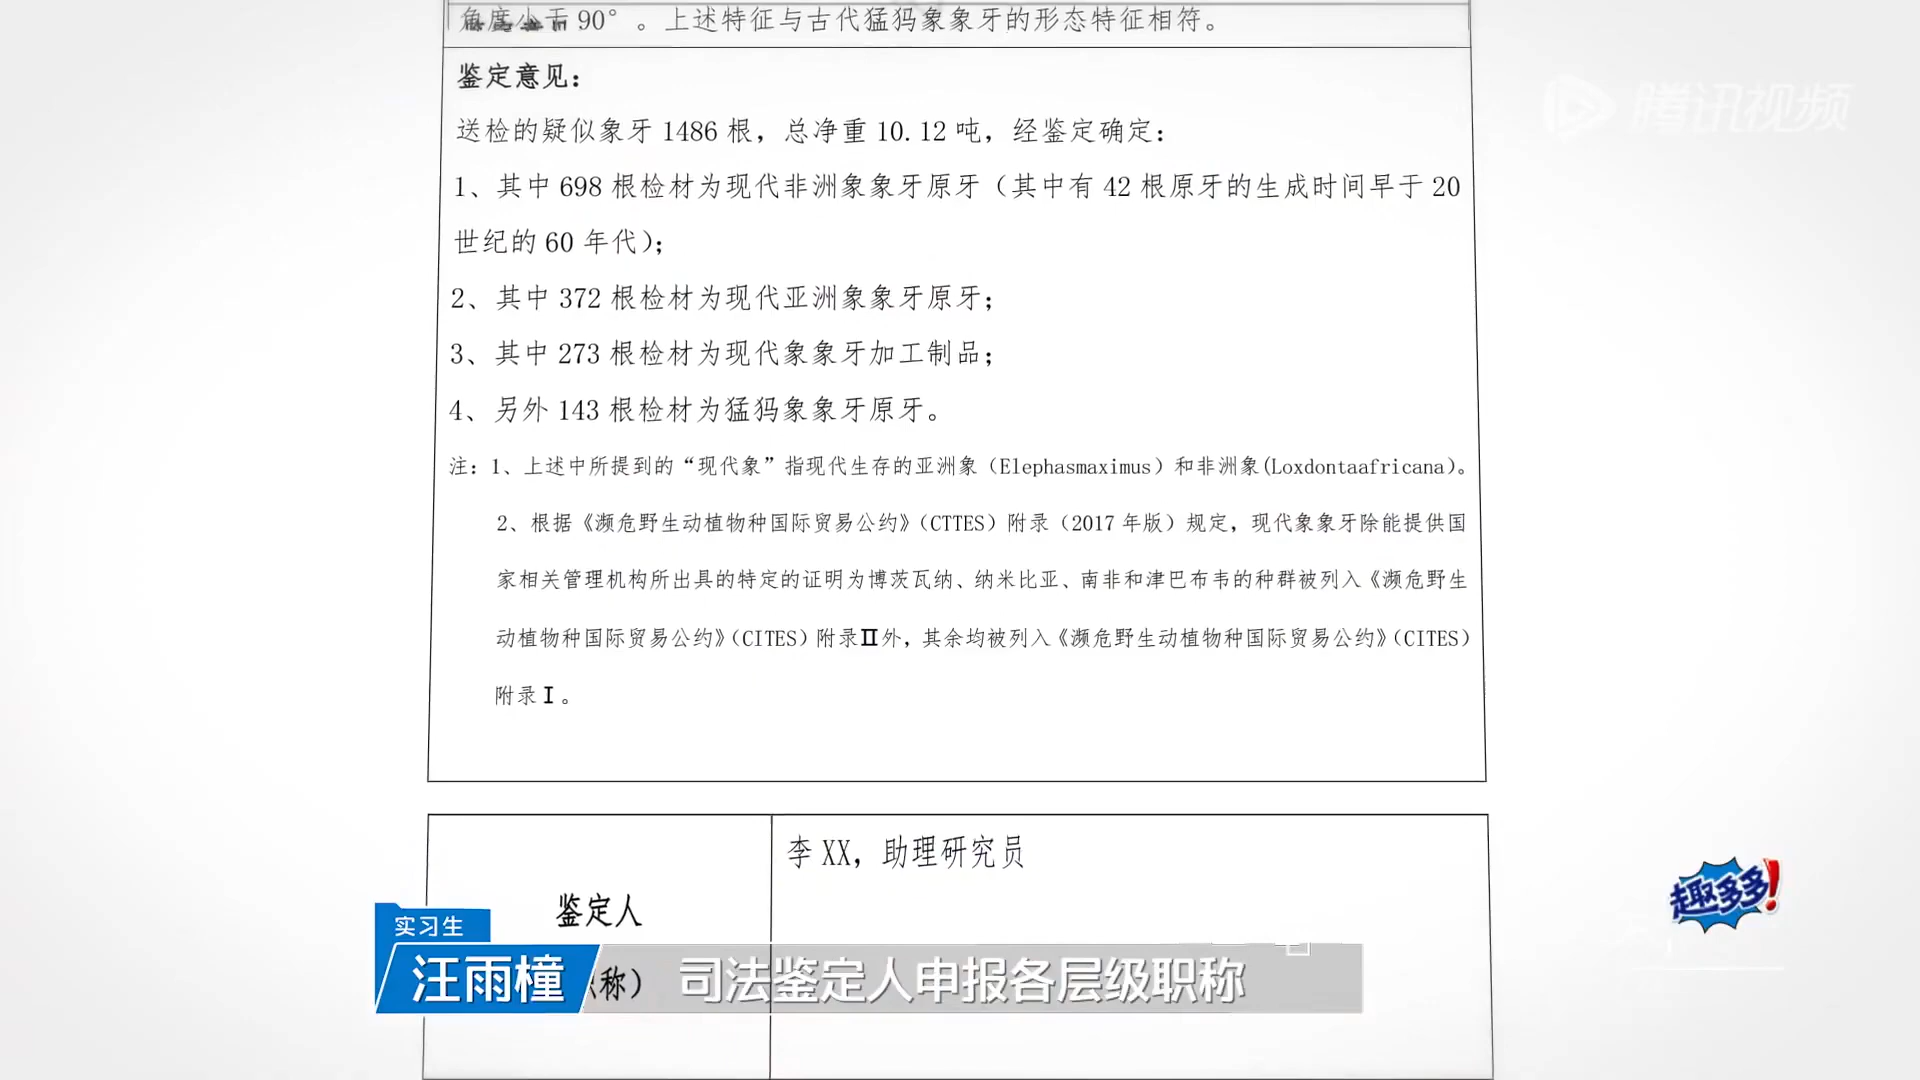 角度小于90°。上述特征与古代猛犸象象牙的形态特征相符。
鉴定意见：
送检的疑似象牙1486根，总净重10.12吨，经鉴定确定：
1、其中698根检材为现代非洲象象牙原牙（其中有42根原牙的生成时间早于20
世纪的60年代）；
2、其中372根检材为现代亚洲象象牙原牙；
3、其中273根检材为现代象象牙加工制品；
4、另外143根检材为猛犸象象牙原牙。
注：1、上述中所提到的“现代象”指现代生存的亚洲象（Elephasmaximus）和非洲象(Loxdontaafricana)。
2、根据《濒危野生动植物种国际贸易公约》（CTTES）附录（2017年版）规定，现代象象牙除能提供国
家相关管理机构所出具的特定的证明为博茨瓦纳、纳米比亚、南非和津巴布韦的种群被列入《濒危野生
动植物种国际贸易公约》（CITES）附录Ⅱ外，其余均被列入《濒危野生动植物种国际贸易公约》（CITES）
附录Ⅰ。
腾讯视频
李XX，助理研究员
鉴定人
称）
趣多多！
实习生
汪雨橦
司法鉴定人申报各层级职称